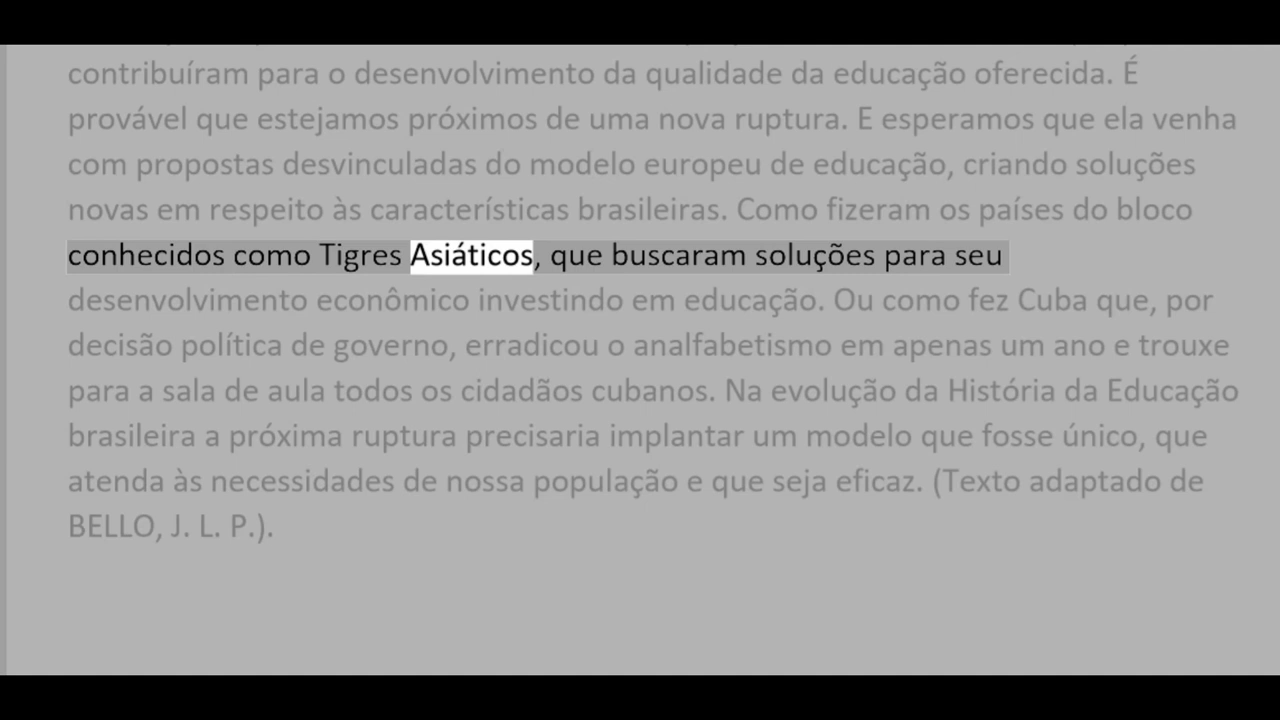 contribuíram para o desenvolvimento da qualidade da educação oferecida. É
provável que estejamos próximos de uma nova ruptura. E esperamos que ela venha
com propostas desvinculadas do modelo europeu de educação, criando soluções
novas em respeito às características brasileiras. Como fizeram os países do bloco
conhecidos como Tigres Asiáticos, que buscaram soluções para seu
desenvolvimento econômico investindo em educação. Ou como fez Cuba que, por
decisão política de governo, erradicou o analfabetismo em apenas um ano e trouxe
para a sala de aula todos os cidadãos cubanos. Na evolução da História da Educação
brasileira a próxima ruptura precisaria implantar um modelo que fosse único, que
atenda às necessidades de nossa população e que seja eficaz. (Texto adaptado de
BELLO, J. L. P.).